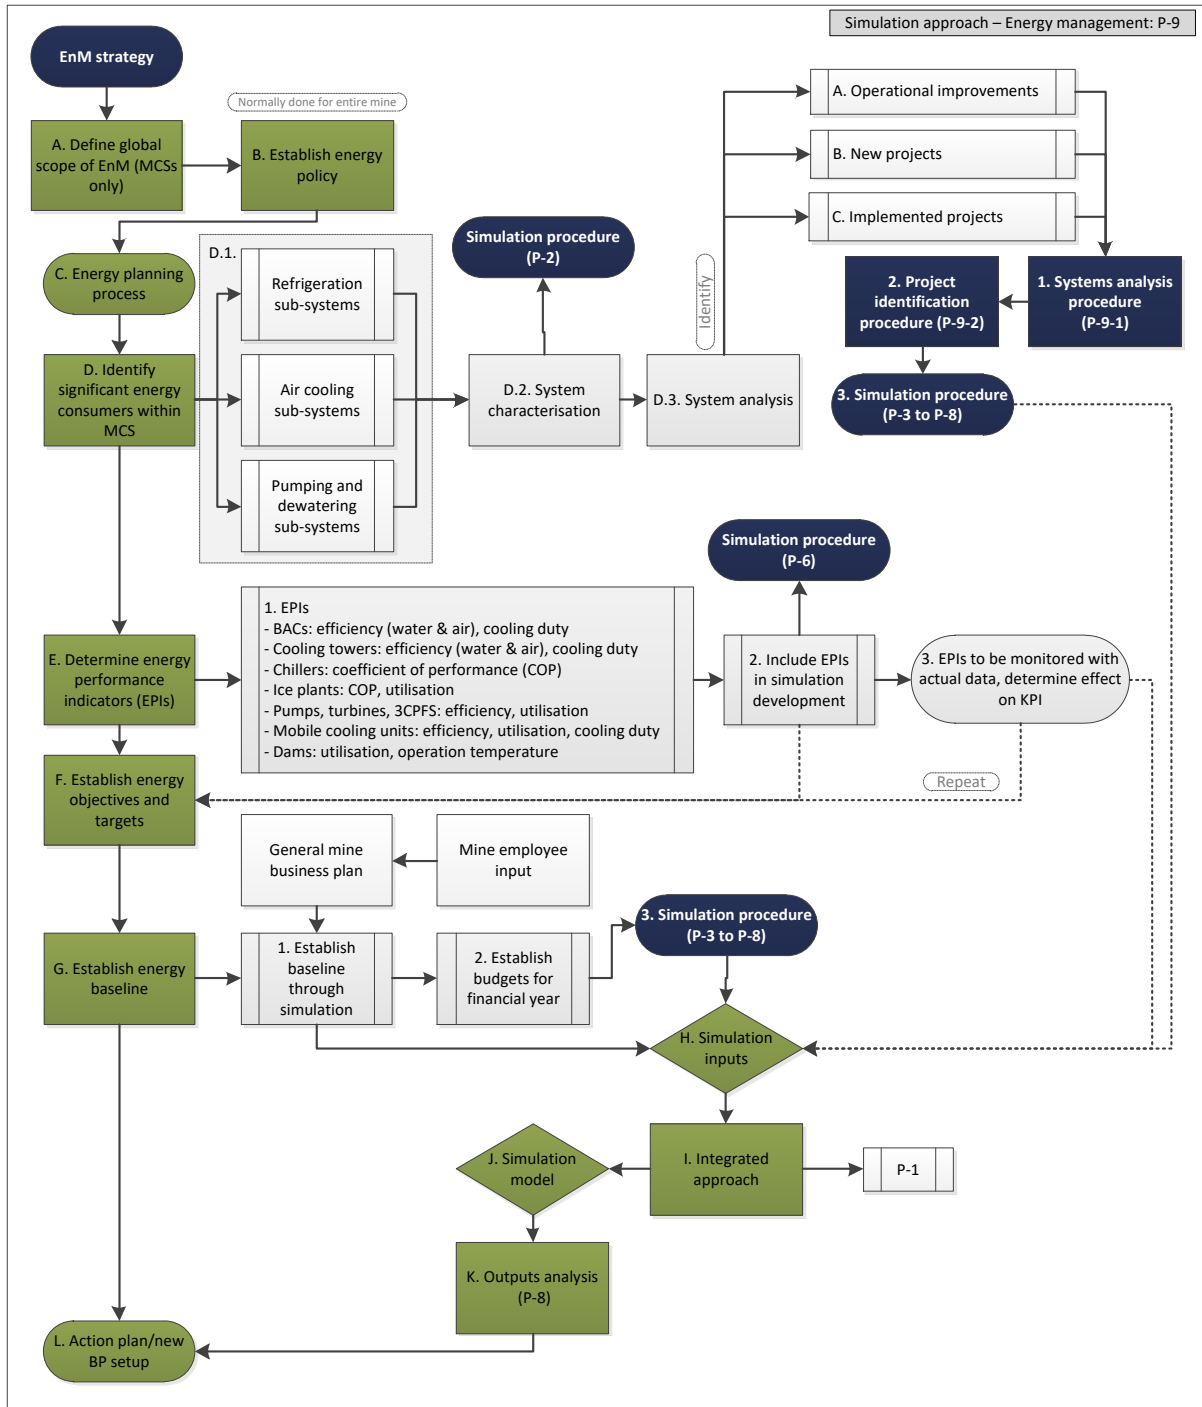 Simulation approach – Energy management: P-9
EnM strategy
Normally done for entire mine
A. Define global
scope of EnM (MCSs
only)
B. Establish energy
policy
A. Operational improvements
B. New projects
C. Implemented projects
Identify
C. Energy planning
process
D.1.
Refrigeration
sub-systems
Air cooling
sub-systems
Pumping and
dewatering
sub-systems
Simulation procedure
(P-2)
2. Project
identification
procedure (P-9-2)
1. Systems analysis
procedure
(P-9-1)
D. Identify
significant energy
consumers within
MCS
D.2. System
characterisation
D.3. System analysis
3. Simulation procedure
(P-3 to P-8)
Simulation procedure
(P-6)
E. Determine energy
performance
indicators (EPIs)
1. EPIs
- BACs: efficiency (water & air), cooling duty
- Cooling towers: efficiency (water & air), cooling duty
- Chillers: coefficient of performance (COP)
- Ice plants: COP, utilisation
- Pumps, turbines, 3CPFS: efficiency, utilisation
- Mobile cooling units: efficiency, utilisation, cooling duty
- Dams: utilisation, operation temperature
2. Include EPIs
in simulation
development
3. EPIs to be monitored with
actual data, determine effect
on KPI
Repeat
F. Establish energy
objectives and
targets
General mine
business plan
Mine employee
input
G. Establish energy
baseline
1. Establish
baseline
through
simulation
2. Establish
budgets for
financial year
3. Simulation procedure
(P-3 to P-8)
H. Simulation
inputs
J. Simulation
model
I. Integrated
approach
P-1
K. Outputs analysis
(P-8)
L. Action plan/new
BP setup